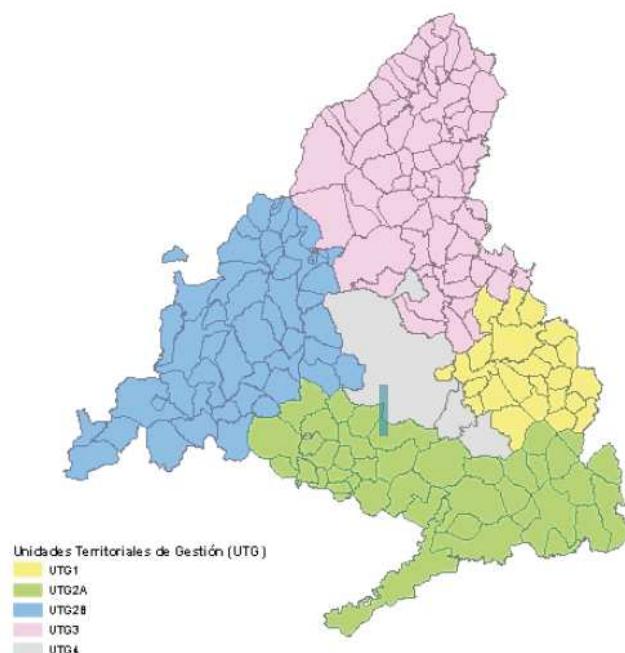 Unidades Territoriales de Gestión (UTG)
UTG1
UTG2A
UTG2B
UTG3
UTG4